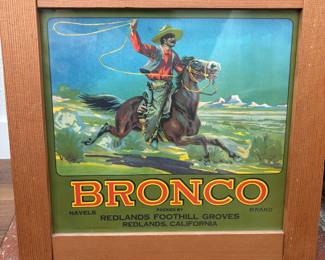 BRONCO
NAVELS PACKED BY BRAND
REDLANDS FOOTHILL GROVES
REDLANDS, CALIFORNIA